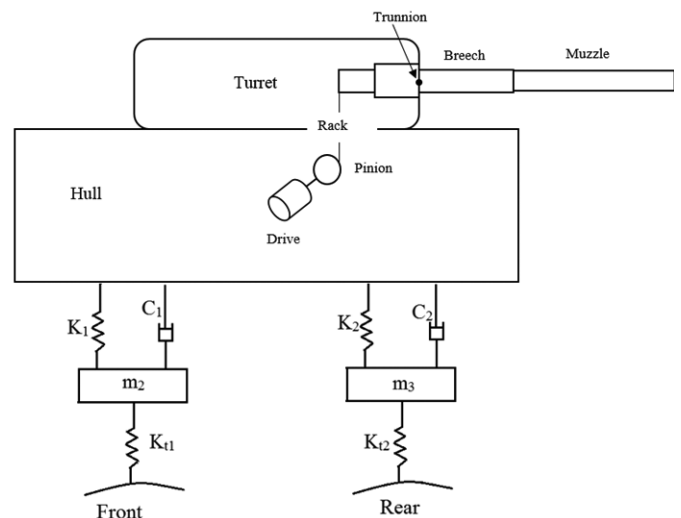 Trunnion
Breech
Muzzle
Turret
Rack
Pinion
Hull
Drive
K₁
C₁
K₂
C₂
m₂
m₃
Kₜ₁
Kₜ₂
Front
Rear